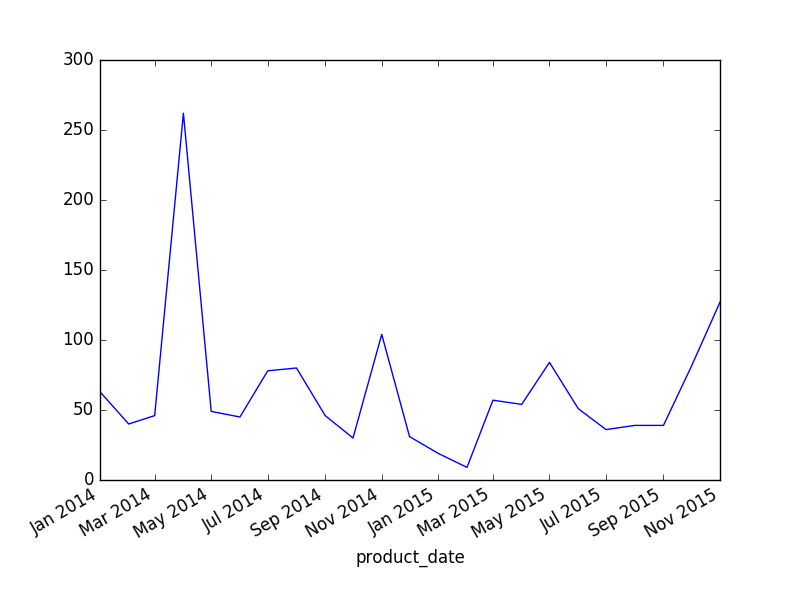 300
250
200
150
100
50
0
Jan 2014
Mar 2014
May 2014
Jul 2014
Sep 2014
Nov 2014
Jan 2015
Mar 2015
May 2015
Jul 2015
Sep 2015
Nov 2015
product_date